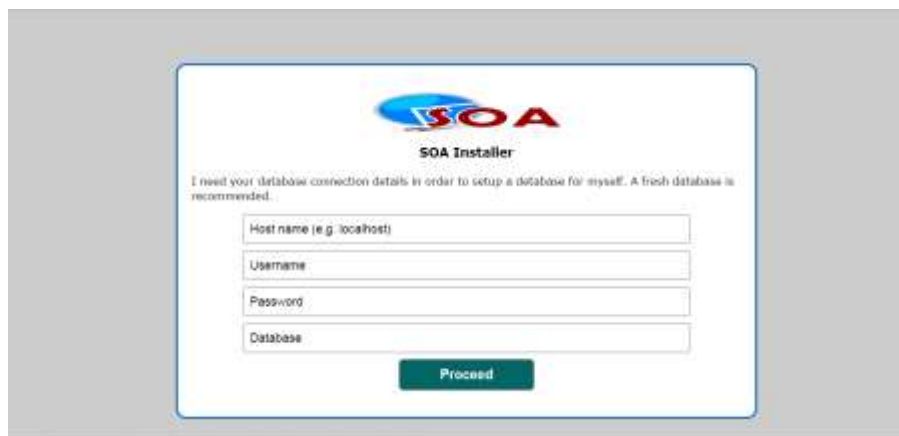 SOA
SOA Installer
I need your database connection details in order to setup a database for myself. A fresh database is
recommended.
Host name (e.g. localhost)
Username
Password
Database
Proceed